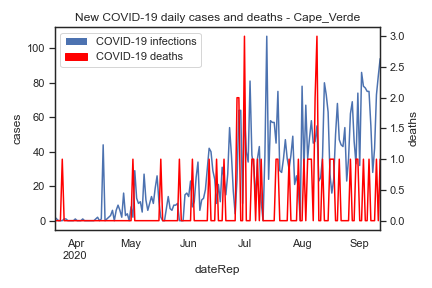 New COVID-19 daily cases and deaths - Cape_Verde
COVID-19 infections
COVID-19 deaths
100
80
60
40
20
0
cases
3.0
2.5
2.0
1.5
1.0
0.5
0.0
deaths
Apr
2020
May
Jun
Jul
Aug
Sep
dateRep